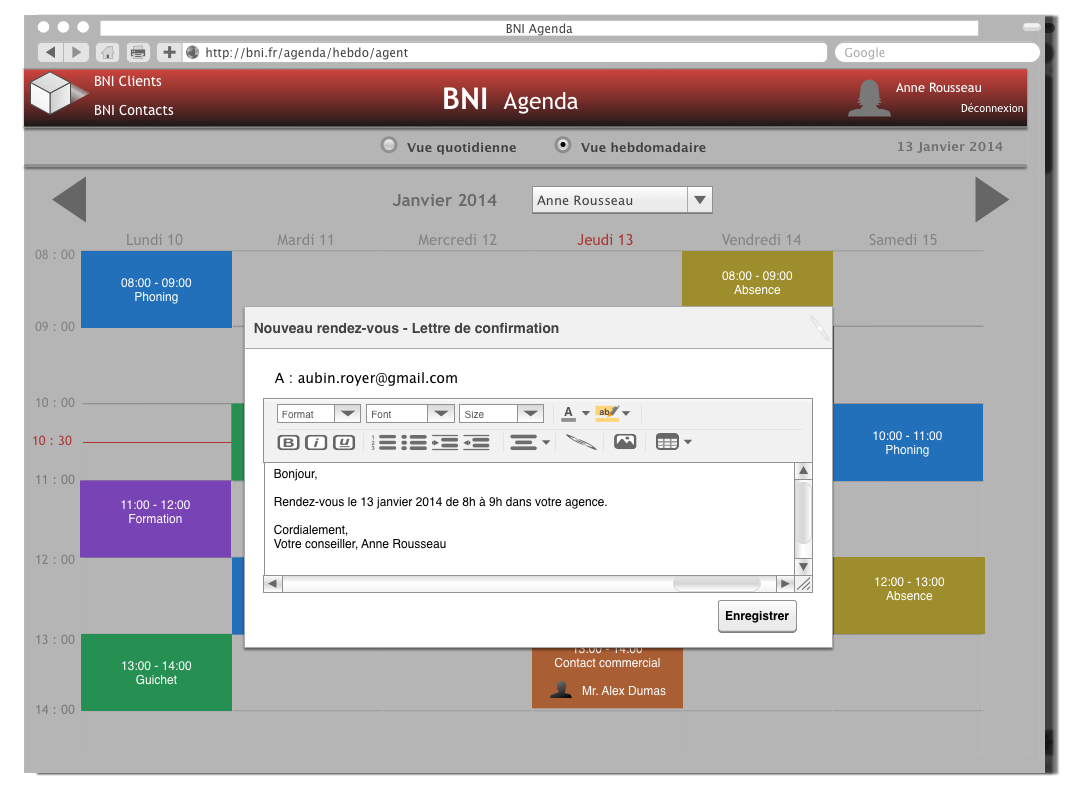 BNI Agenda
http://bni.fr/agenda/hebdo/agent
Google
BNI Clients
BNI Contacts
BNI Agenda
Anne Rousseau
Déconnexion
Vue quotidienne
Vue hebdomadaire
13 Janvier 2014
Janvier 2014
Anne Rousseau
Lundi 10
Mardi 11
Mercredi 12
Jeudi 13
Vendredi 14
Samedi 15
08 : 00
08:00 - 09:00
Phoning
08:00 - 09:00
Absence
09 : 00
Nouveau rendez-vous - Lettre de confirmation
A : aubin.royer@gmail.com
10 : 00
Format
Font
Size
A
ab
10 : 30
B
i
u
1
2
3
10:00 - 11:00
Phoning
11 : 00
11:00 - 12:00
Formation
Bonjour,
Rendez-vous le 13 janvier 2014 de 8h à 9h dans votre agence.
Cordialement,
Votre conseiller, Anne Rousseau
12 : 00
12:00 - 13:00
Absence
Enregistrer
13 : 00
13:00 - 14:00
Guichet
13:00 - 14:00
Contact commercial
Mr. Alex Dumas
14 : 00